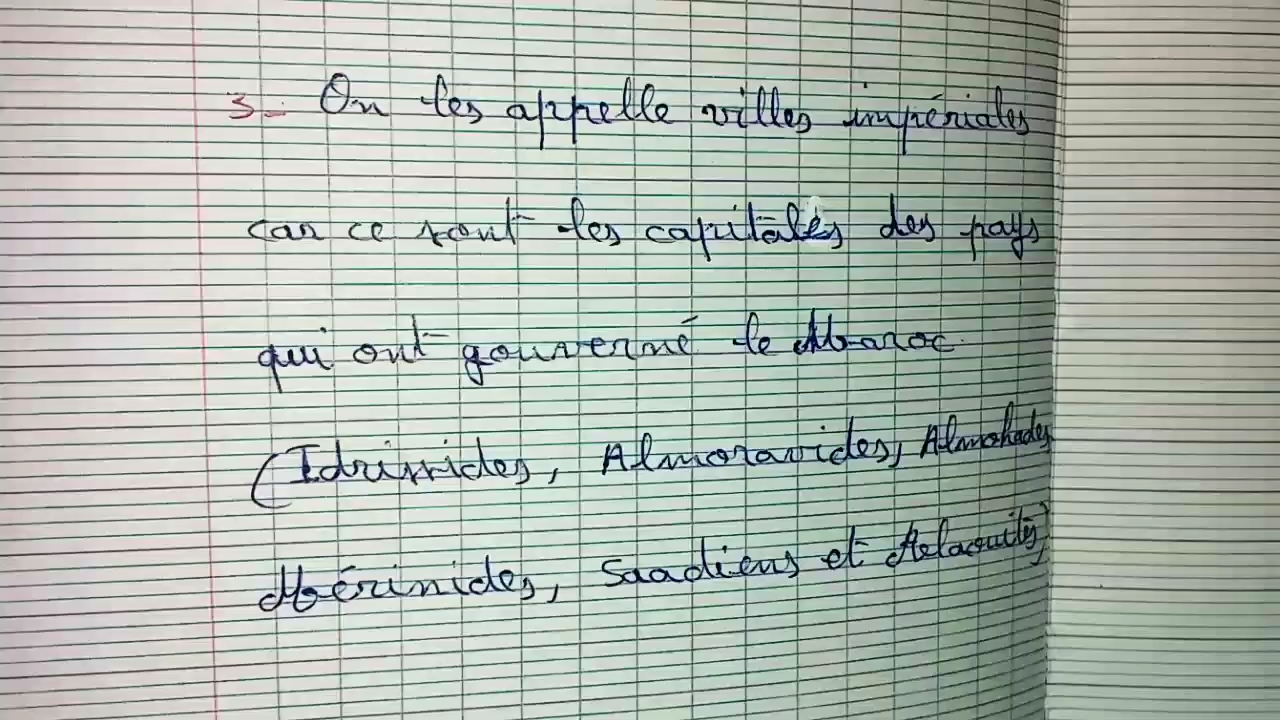 3- On les appelle villes impériales
car ce sont les capitales des pays
qui ont gouverné le Maroc.
(Idrissides, Almoravides, Almohades
Mérinides, Saadiens et Alaouites)